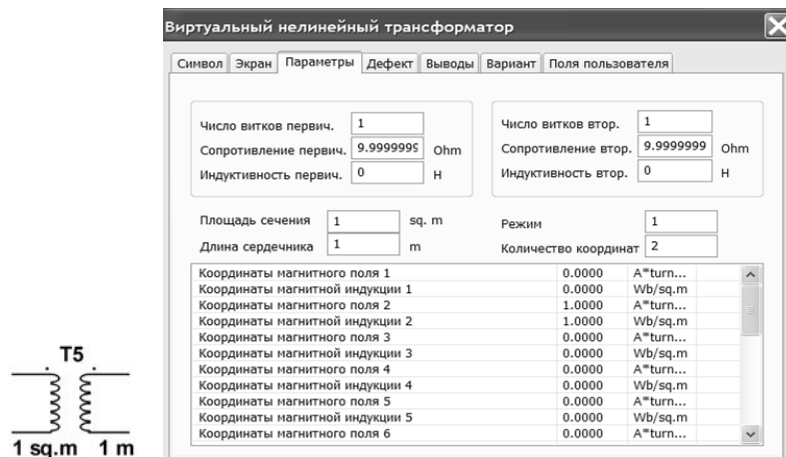 Виртуальный нелинейный трансформатор
Символ Экран Параметры Дефект Выводы Вариант Поля пользователя
Число витков первич. 1
Сопротивление первич. 9.9999999 Ohm
Индуктивность первич. 0 H
Число витков втор. 1
Сопротивление втор. 9.9999999 Ohm
Индуктивность втор. 0 H
Площадь сечения 1 sq. m
Длина сердечника 1 m
Режим 1
Количество координат 2
Координаты магнитного поля 1 0.0000 A*turn...
Координаты магнитной индукции 1 0.0000 Wb/sq.m
Координаты магнитного поля 2 1.0000 A*turn...
Координаты магнитной индукции 2 1.0000 Wb/sq.m
Координаты магнитного поля 3 0.0000 A*turn...
Координаты магнитной индукции 3 0.0000 Wb/sq.m
Координаты магнитного поля 4 0.0000 A*turn...
Координаты магнитной индукции 4 0.0000 Wb/sq.m
Координаты магнитного поля 5 0.0000 A*turn...
Координаты магнитной индукции 5 0.0000 Wb/sq.m
Координаты магнитного поля 6 0.0000 A*turn...
T5
1 sq.m 1 m